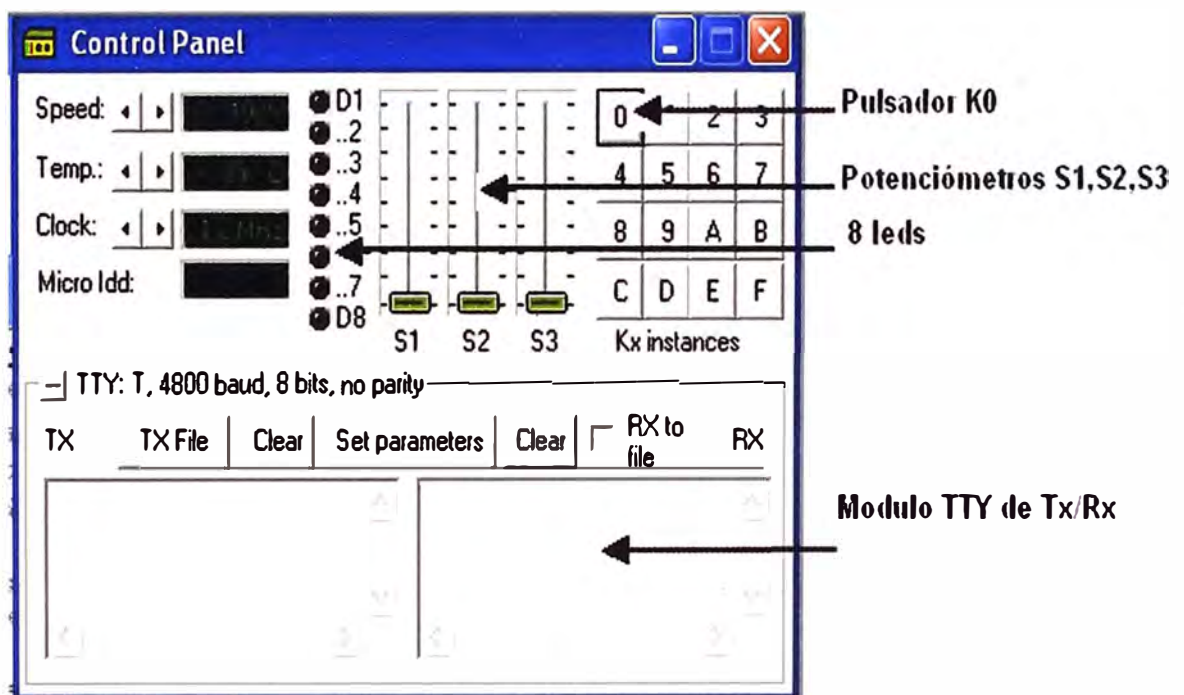 Control Panel
Speed:
Temp.:
Clock:
Micro Idd:
D1
..2
..3
..4
..5
..7
D8
S1 S2 S3
0 2 3
4 5 6 7
8 9 A B
C D E F
Kx instances
Pulsador K0
Potenciómetros S1,S2,S3
8 leds
TTY: T, 4800 baud, 8 bits, no parity
TX TX File Clear Set parameters Clear RX to file RX
Modulo TTY de Tx/Rx